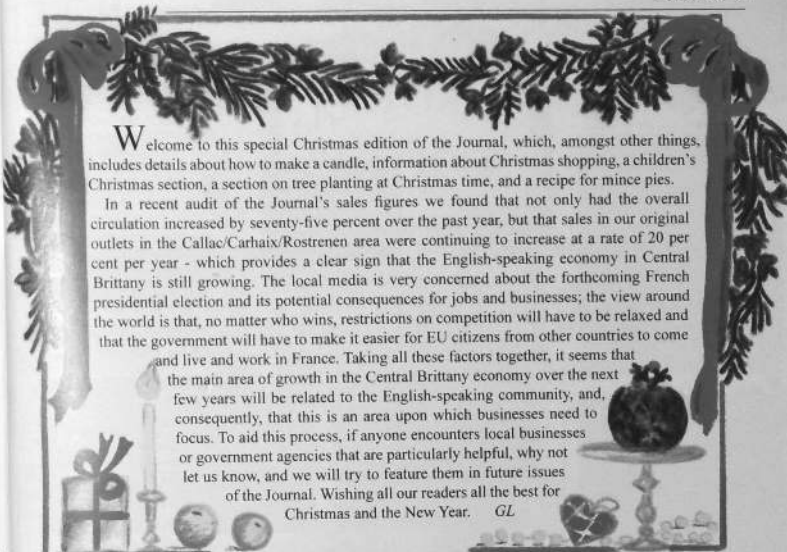 Welcome to this special Christmas edition of the Journal, which, amongst other things,
includes details about how to make a candle, information about Christmas shopping, a children's
Christmas section, a section on tree planting at Christmas time, and a recipe for mince pies.
In a recent audit of the Journal's sales figures we found that not only had the overall
circulation increased by seventy-five percent over the past year, but that sales in our original
outlets in the Callac/Carhaix/Rostrenen area were continuing to increase at a rate of 20 per
cent per year - which provides a clear sign that the English-speaking economy in Central
Brittany is still growing. The local media is very concerned about the forthcoming French
presidential election and its potential consequences for jobs and businesses; the view around
the world is that, no matter who wins, restrictions on competition will have to be relaxed and
that the government will have to make it easier for EU citizens from other countries to come
and live and work in France. Taking all these factors together, it seems that
the main area of growth in the Central Brittany economy over the next
few years will be related to the English-speaking community, and,
consequently, that this is an area upon which businesses need to
focus. To aid this process, if anyone encounters local businesses
or government agencies that are particularly helpful, why not
let us know, and we will try to feature them in future issues
of the Journal. Wishing all our readers all the best for
Christmas and the New Year. GL